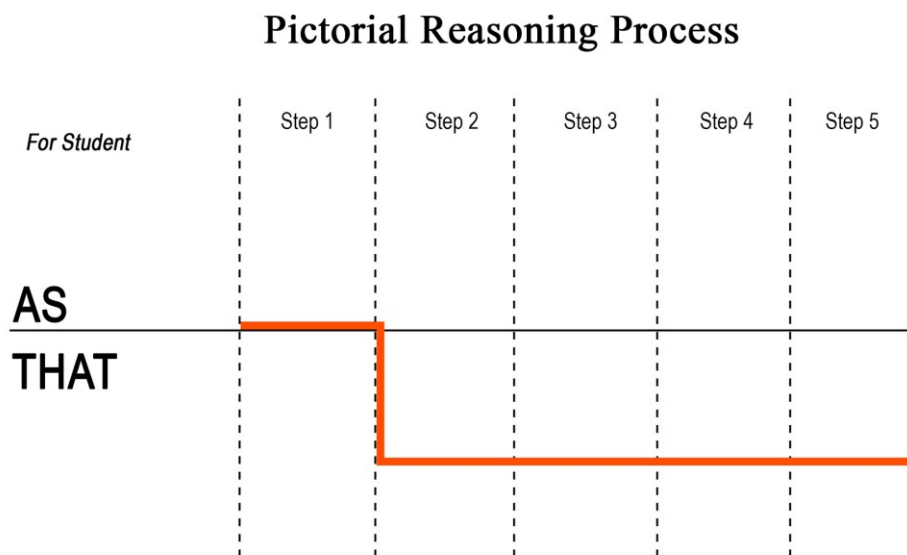 Pictorial Reasoning Process
For Student
Step 1
Step 2
Step 3
Step 4
Step 5
AS
THAT